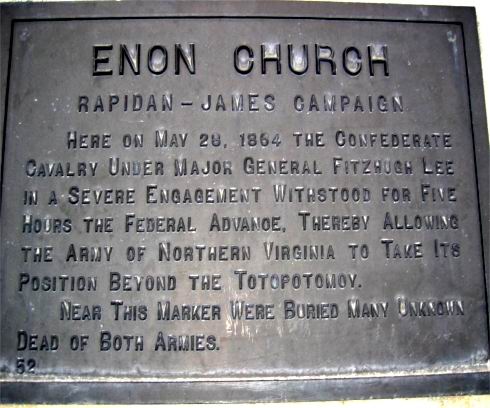 ENON CHURCH
RAPIDAN – JAMES CAMPAIGN
HERE ON MAY 28, 1864 THE CONFEDERATE
CAVALRY UNDER MAJOR GENERAL FITZHUGH LEE
IN A SEVERE ENGAGEMENT WITHSTOOD FOR FIVE
HOURS THE FEDERAL ADVANCE, THEREBY ALLOWING
THE ARMY OF NORTHERN VIRGINIA TO TAKE ITS
POSITION BEYOND THE TOTOPOTOMOY.
NEAR THIS MARKER WERE BURIED MANY UNKNOWN
DEAD OF BOTH ARMIES.
52